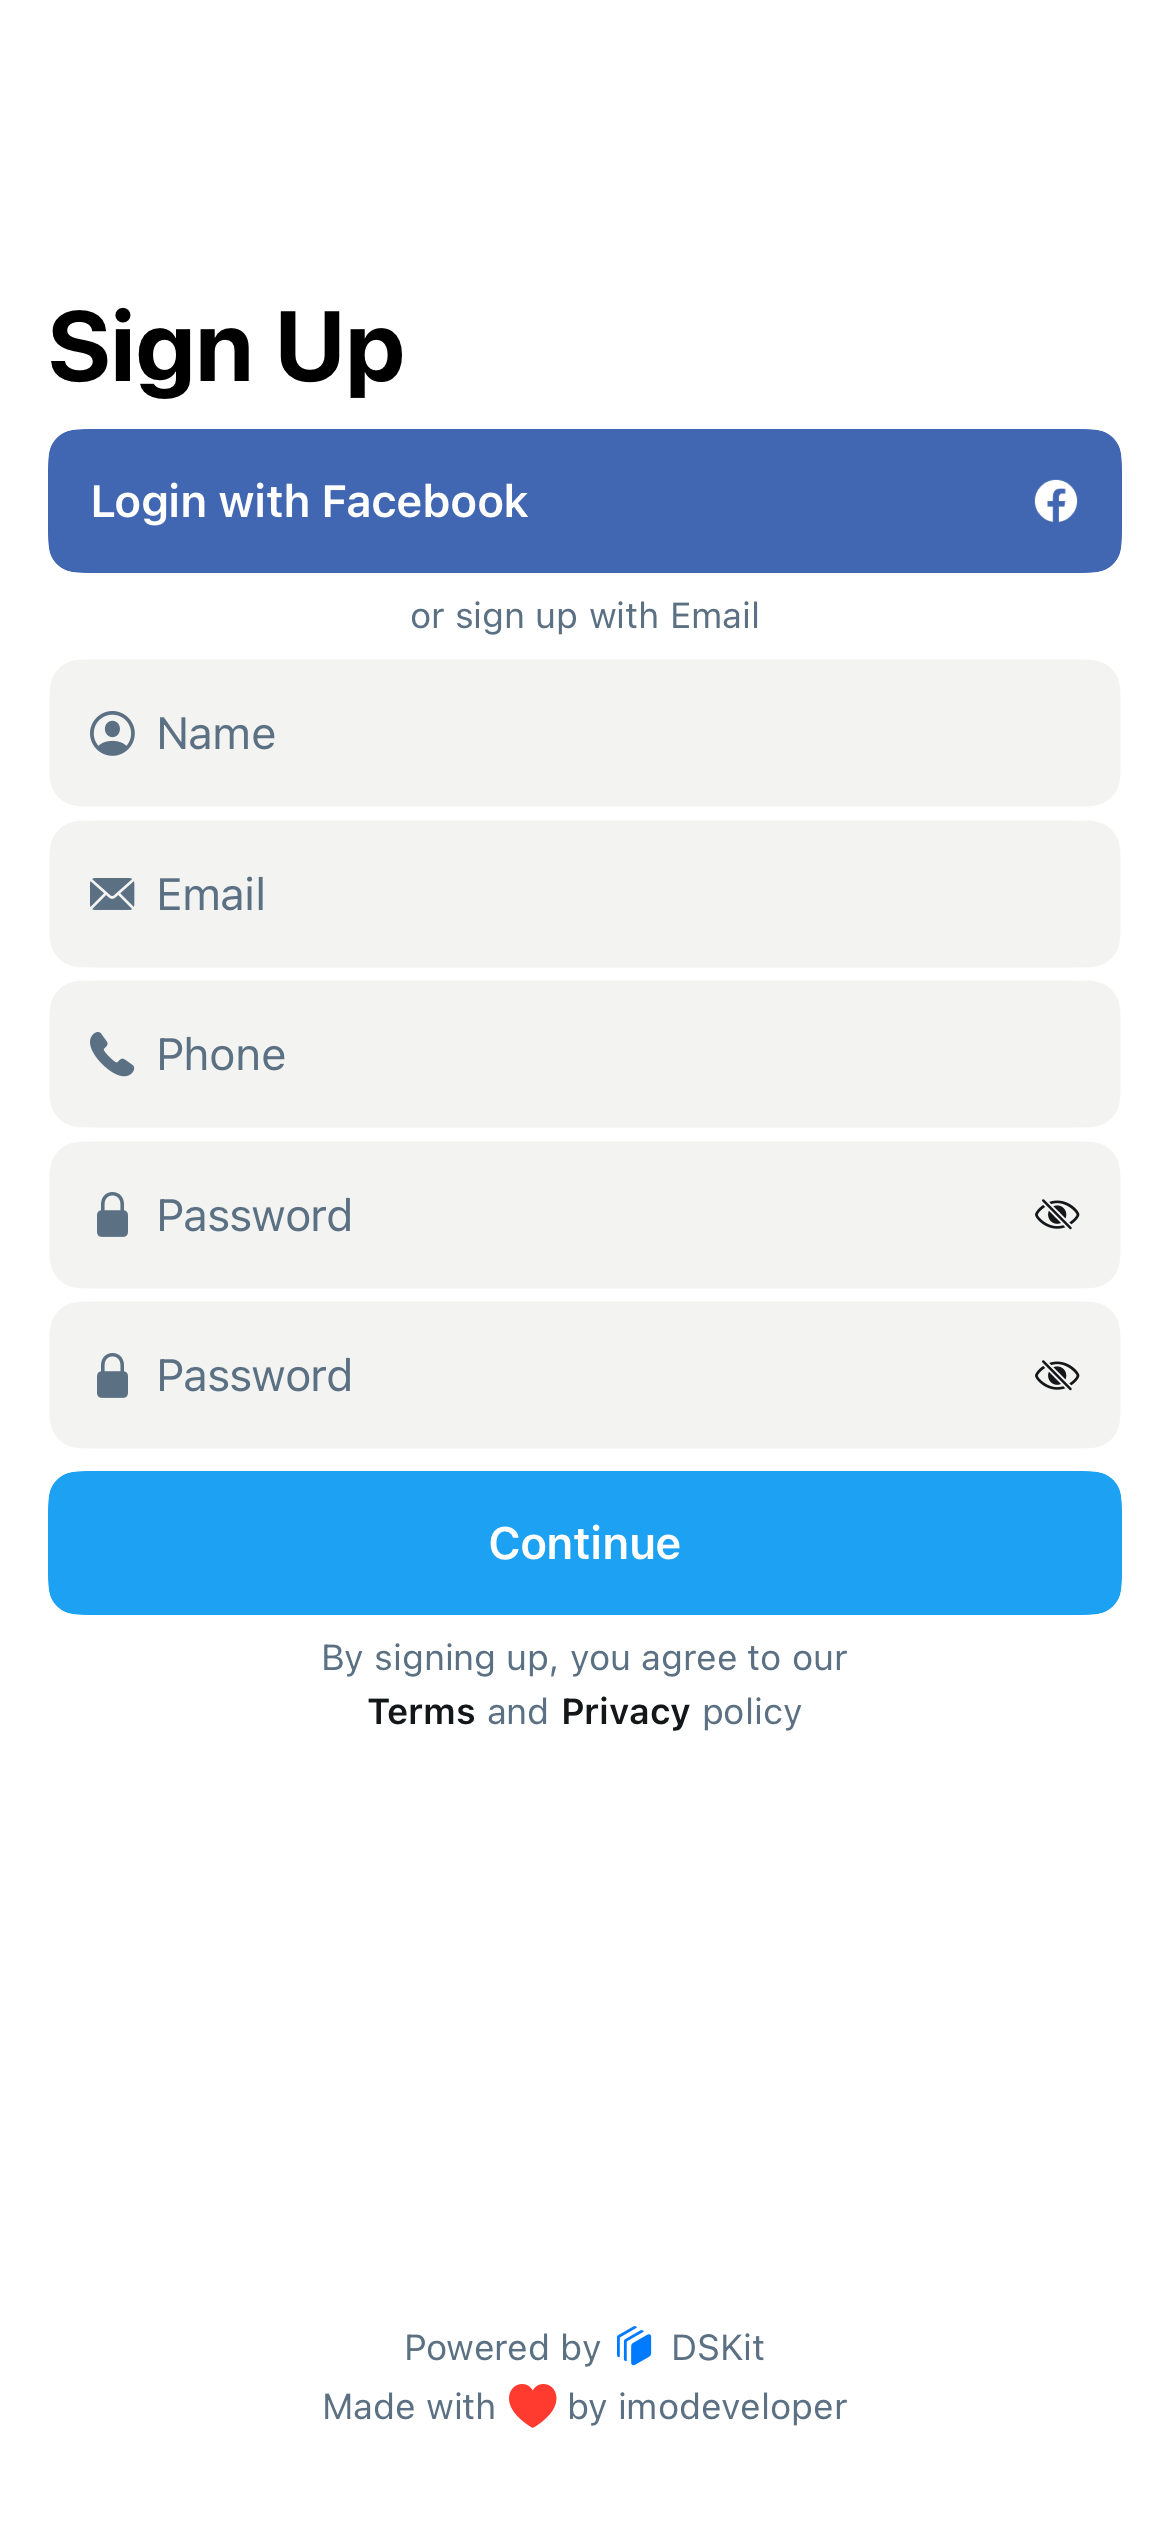 Sign Up
Login with Facebook
or sign up with Email
Name
Email
Phone
Password
Password
Continue
By signing up, you agree to our
Terms and Privacy policy
Powered by DSKit
Made with ❤️ by imodeveloper